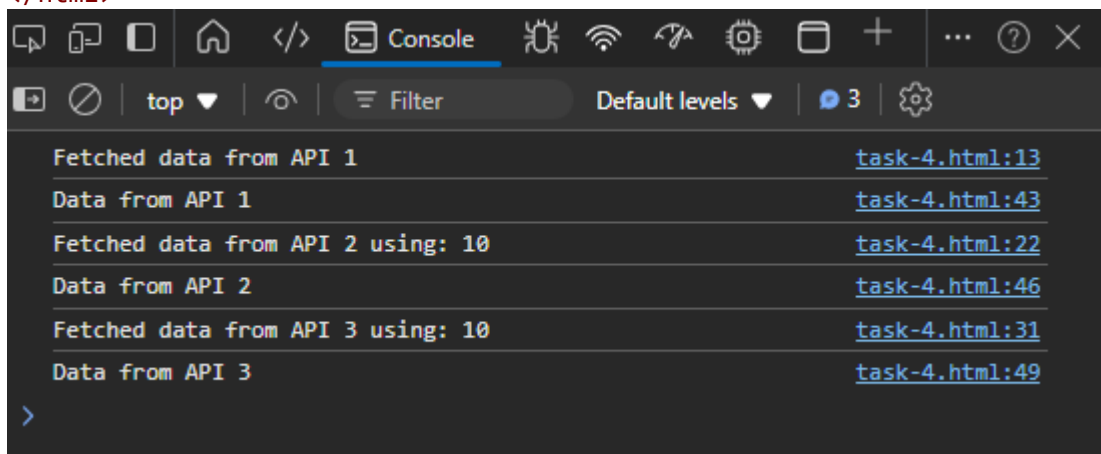 </> Console
top Filter Default levels 3
Fetched data from API 1 task-4.html:13
Data from API 1 task-4.html:43
Fetched data from API 2 using: 10 task-4.html:22
Data from API 2 task-4.html:46
Fetched data from API 3 using: 10 task-4.html:31
Data from API 3 task-4.html:49
>